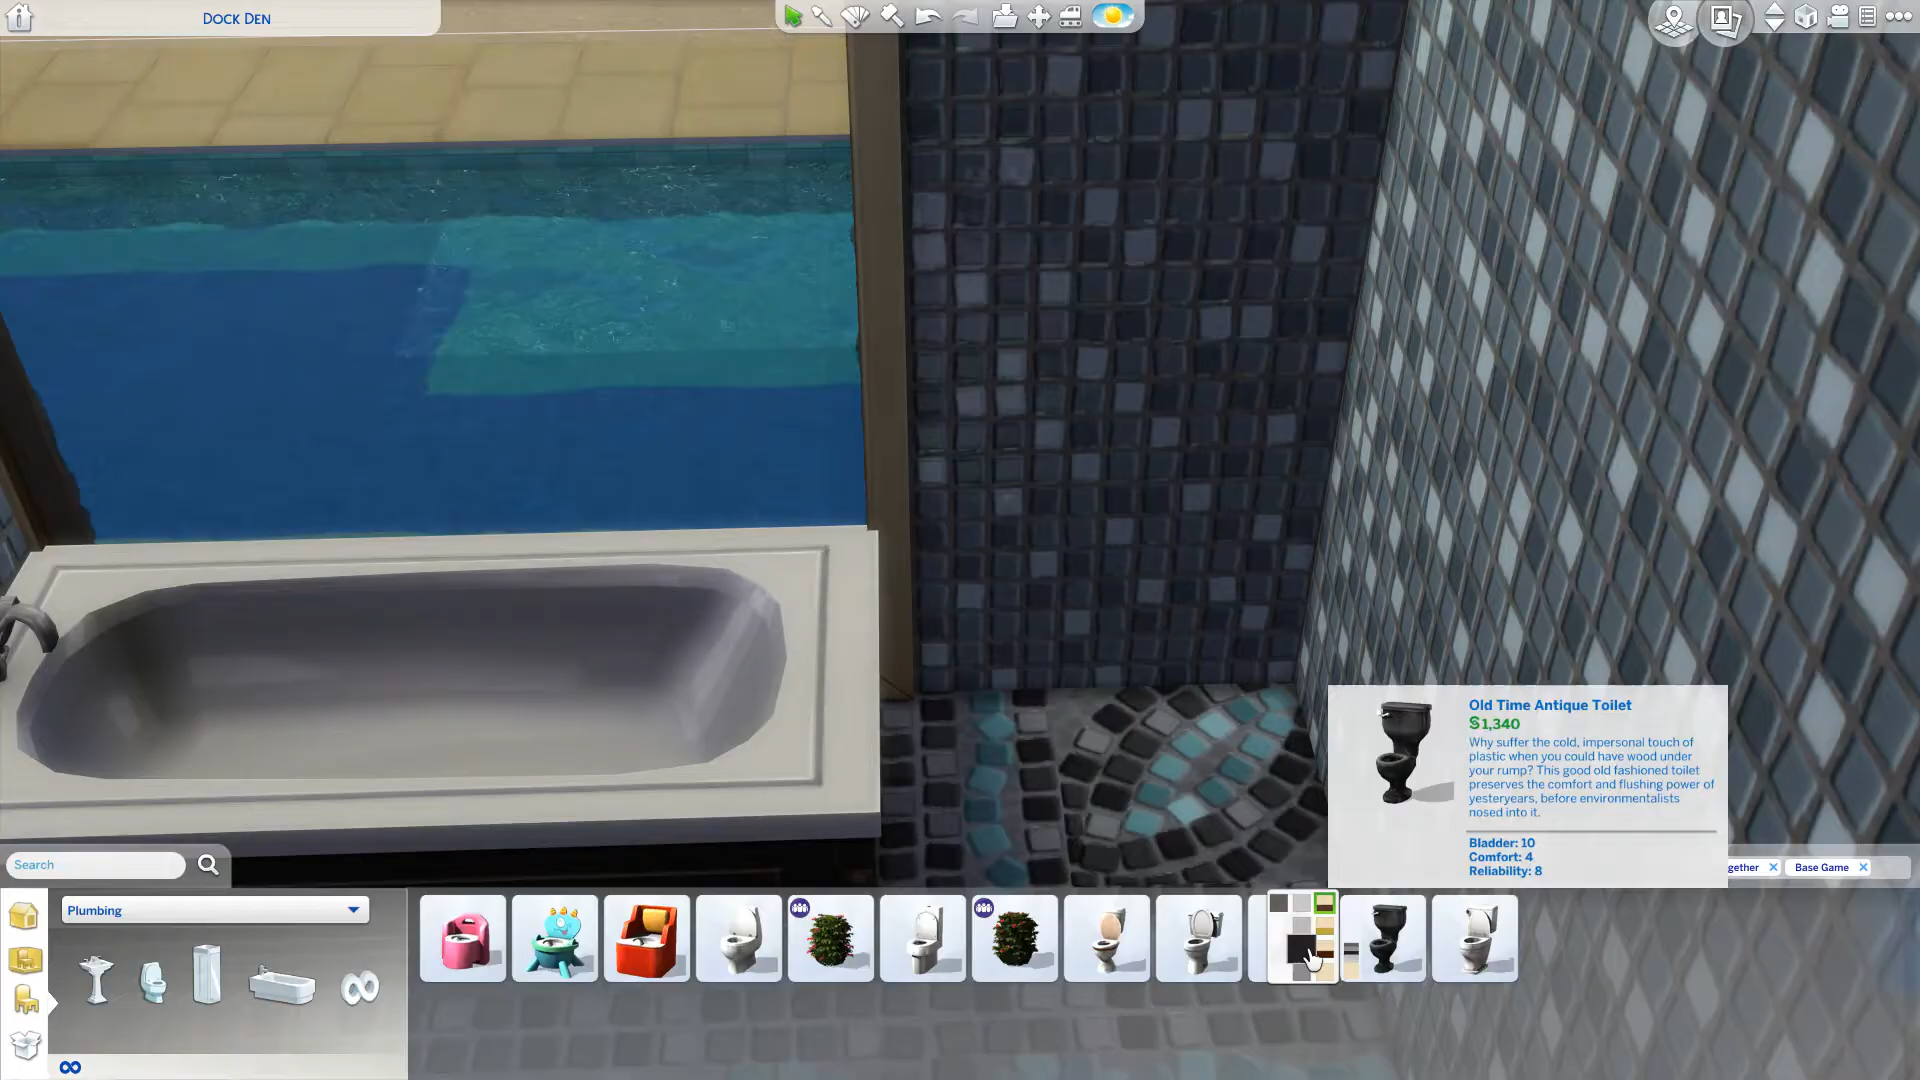 DOCK DEN
Old Time Antique Toilet
§1,340
Why suffer the cold, impersonal touch of
plastic when you could have wood under
your rump? This good old fashioned toilet
preserves the comfort and flushing power of
yesteryears, before environmentalists
nosed into it.
Bladder: 10
Comfort: 4
Reliability: 8
Search
gether
Base Game
Plumbing